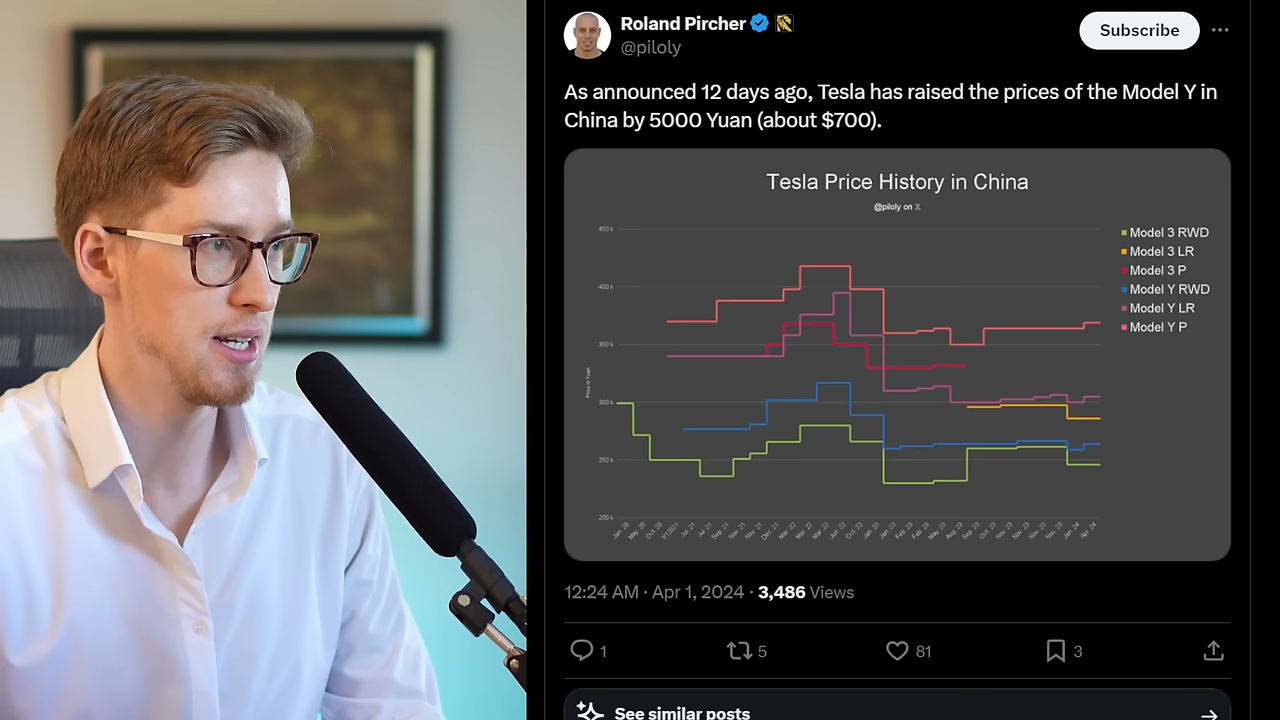 Roland Pircher
@piloly
Subscribe
As announced 12 days ago, Tesla has raised the prices of the Model Y in
China by 5000 Yuan (about $700).
Tesla Price History in China
@piloly on X
450 k
400 k
350 k
300 k
250 k
200 k
Price in Yuan
Model 3 RWD
Model 3 LR
Model 3 P
Model Y RWD
Model Y LR
Model Y P
12:24 AM · Apr 1, 2024 · 3,486 Views
1
5
81
3
See similar posts